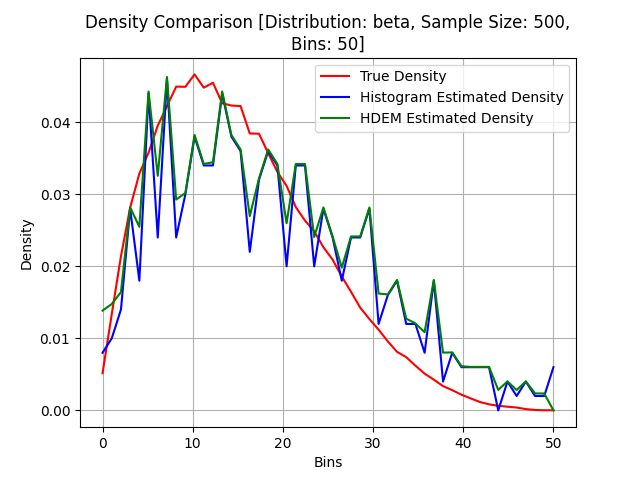 Density Comparison [Distribution: beta, Sample Size: 500,
Bins: 50]
True Density
Histogram Estimated Density
HDEM Estimated Density
Density
0.04
0.03
0.02
0.01
0.00
0 10 20 30 40 50
Bins